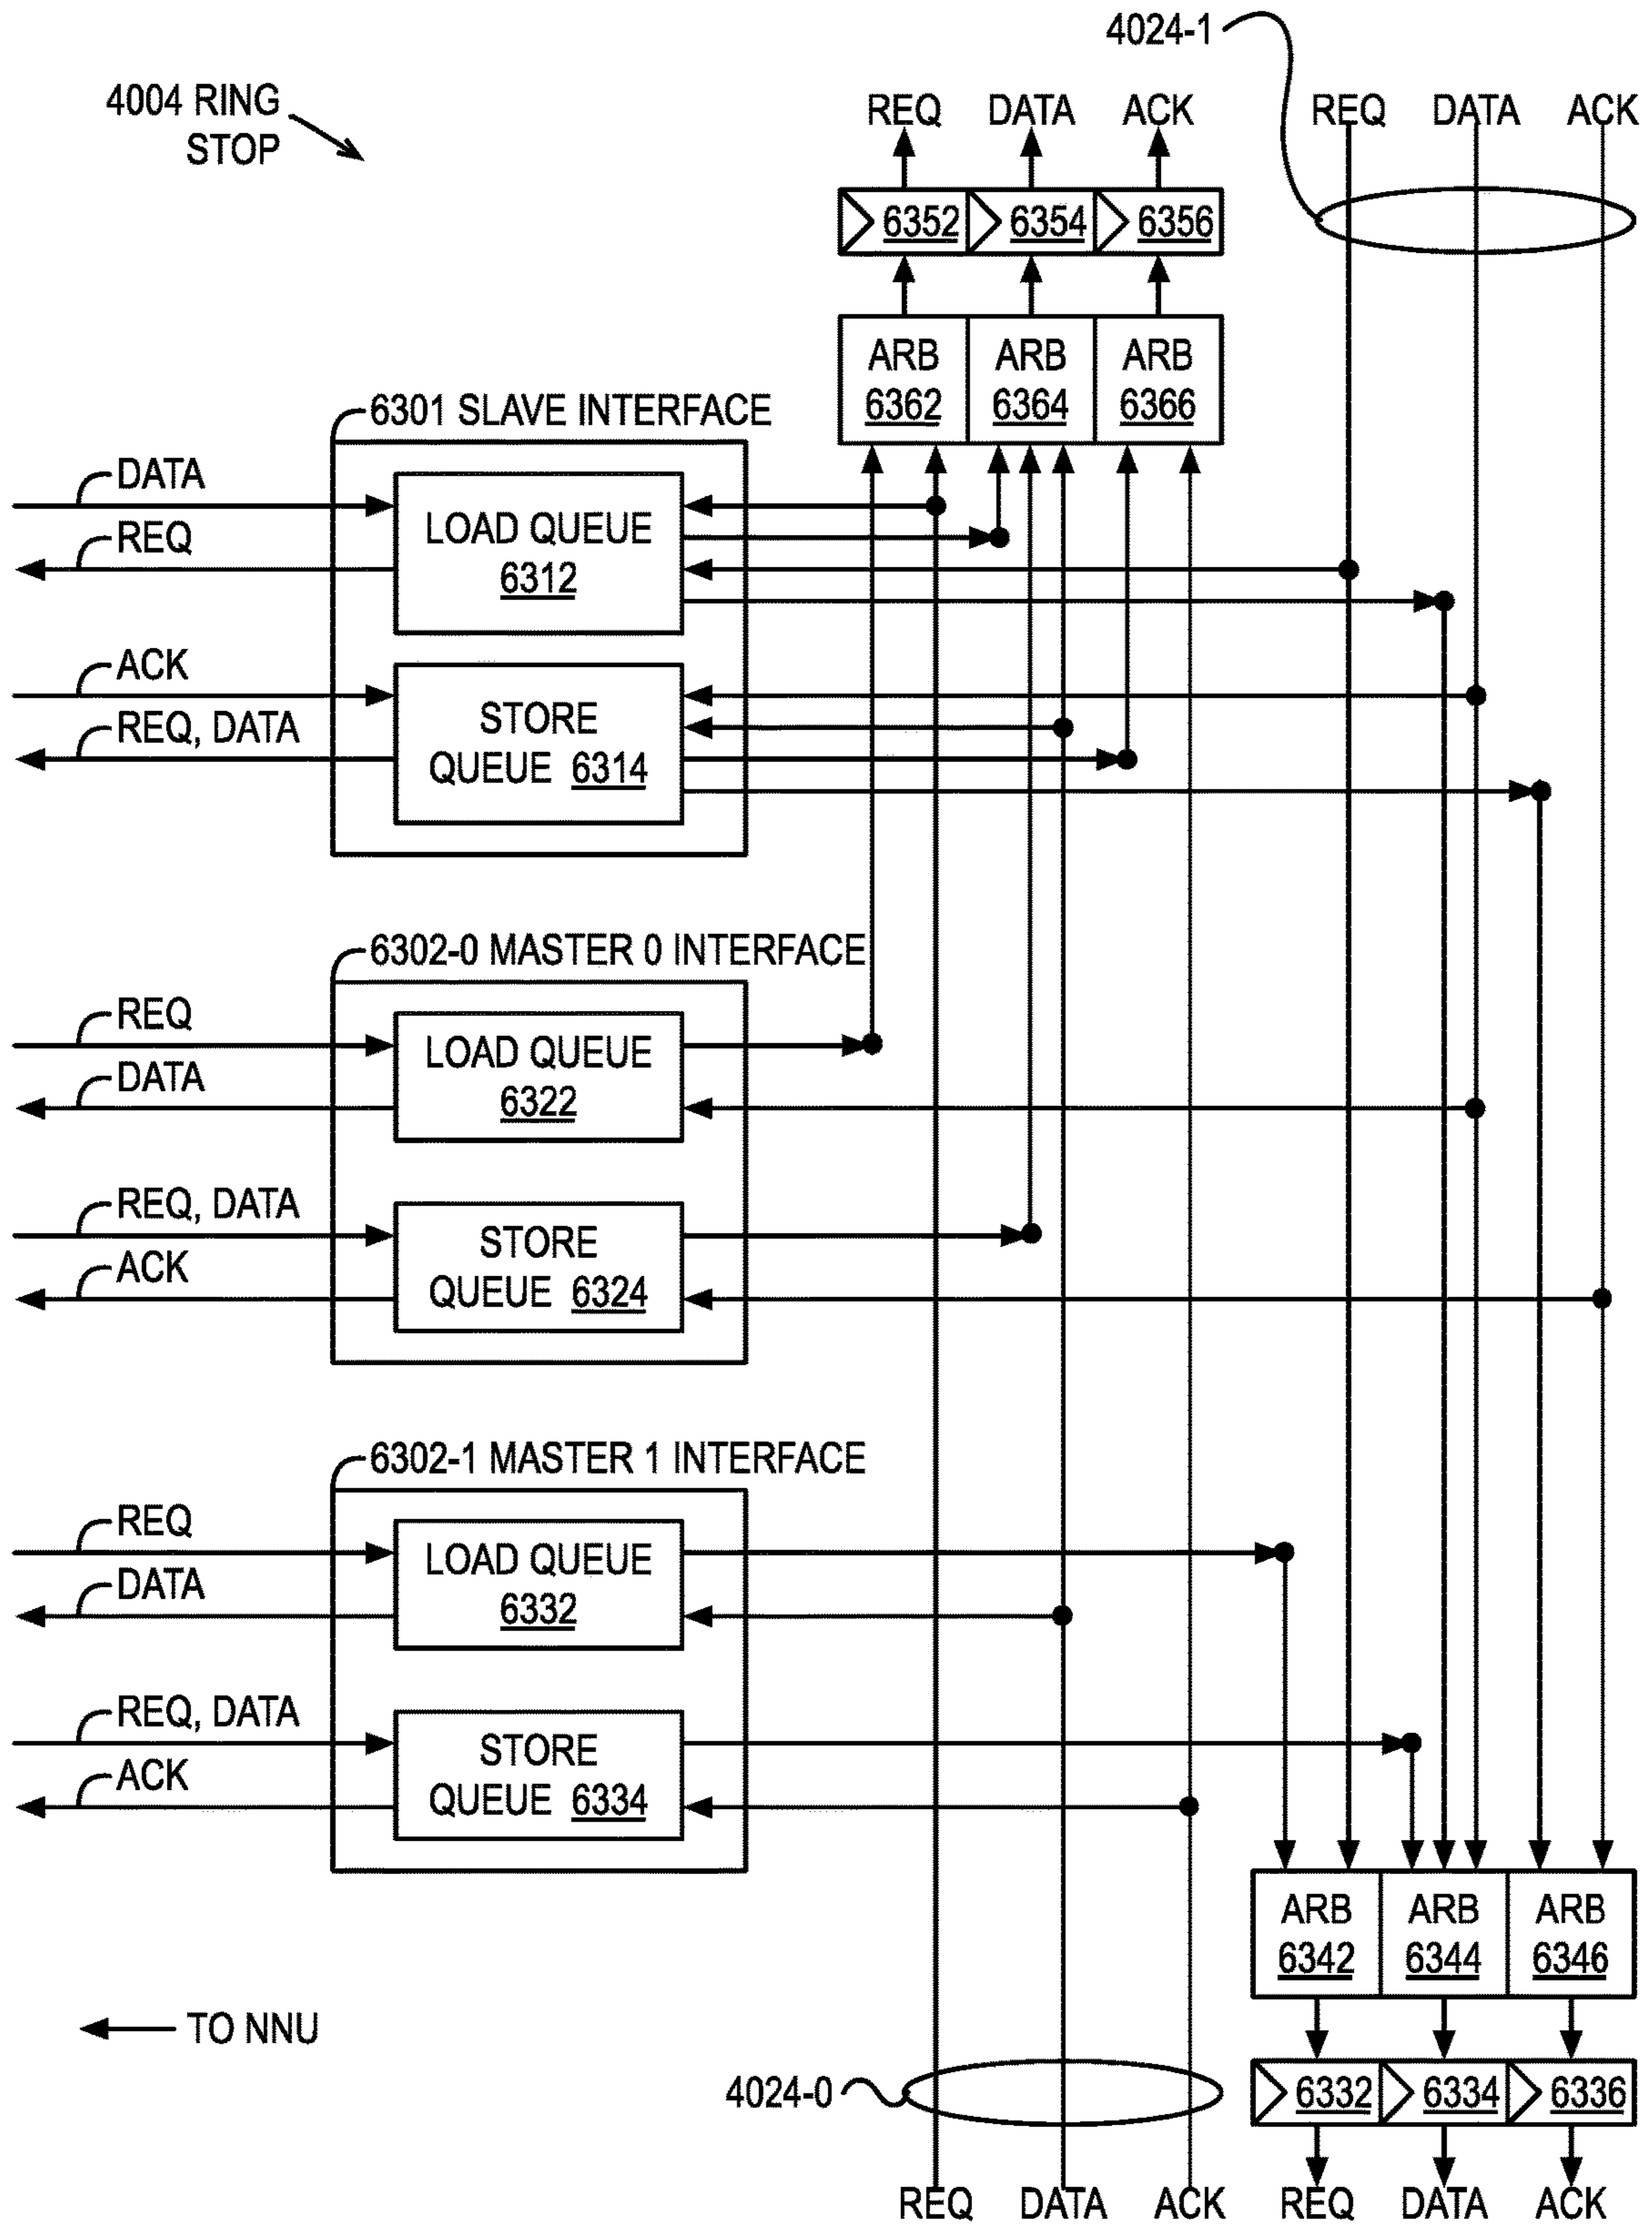 4024-1
4004 RING
STOP
REQ DATA ACK REQ DATA ACK
6352 6354 6356
ARB ARB ARB
6362 6364 6366
6301 SLAVE INTERFACE
DATA
REQ
LOAD QUEUE
6312
ACK
REQ, DATA
STORE
QUEUE 6314
6302-0 MASTER 0 INTERFACE
REQ
DATA
LOAD QUEUE
6322
REQ, DATA
ACK
STORE
QUEUE 6324
6302-1 MASTER 1 INTERFACE
REQ
DATA
LOAD QUEUE
6332
REQ, DATA
ACK
STORE
QUEUE 6334
ARB ARB ARB
6342 6344 6346
TO NNU
4024-0
6332 6334 6336
REQ DATA ACK REQ DATA ACK